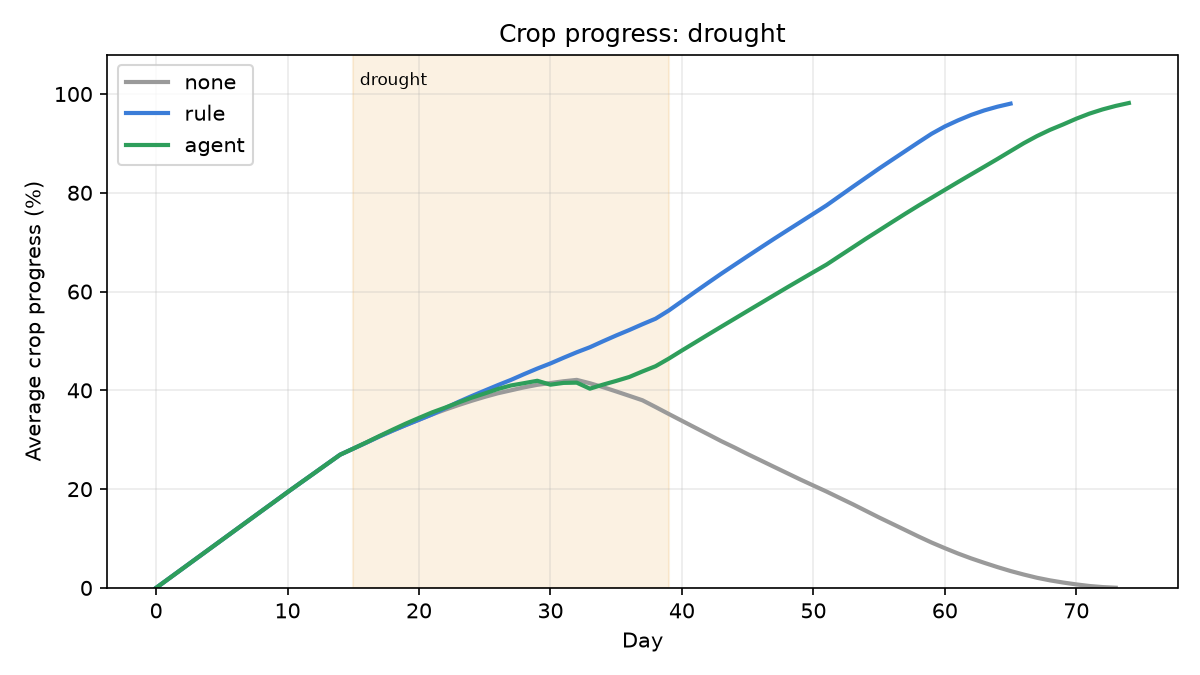 Crop progress: drought
none
rule
agent
drought
Average crop progress (%)
100
80
60
40
20
0
0 10 20 30 40 50 60 70
Day